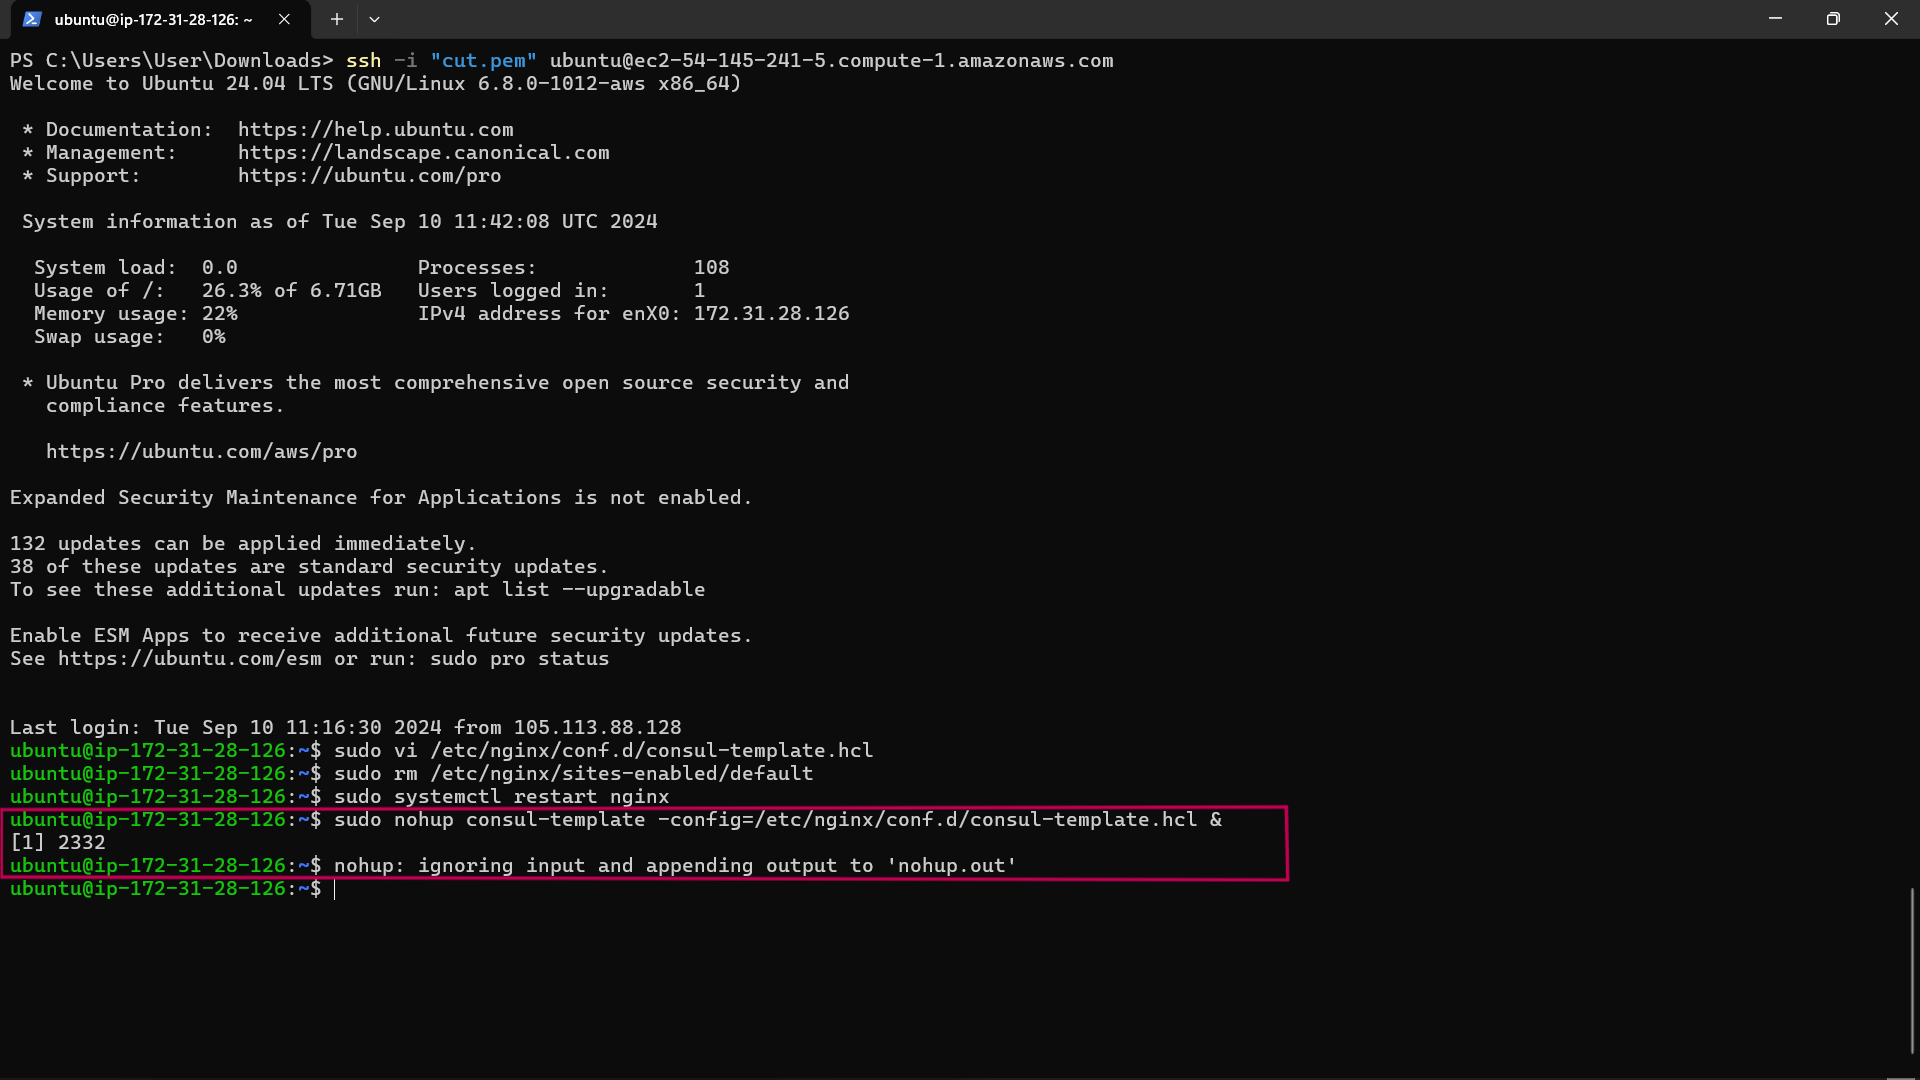 ubuntu@ip-172-31-28-126: ~
PS C:\Users\User\Downloads> ssh -i "cut.pem" ubuntu@ec2-54-145-241-5.compute-1.amazonaws.com
Welcome to Ubuntu 24.04 LTS (GNU/Linux 6.8.0-1012-aws x86_64)
* Documentation:  https://help.ubuntu.com
* Management:     https://landscape.canonical.com
* Support:        https://ubuntu.com/pro
System information as of Tue Sep 10 11:42:08 UTC 2024
System load:  0.0               Processes:             108
Usage of /:   26.3% of 6.71GB   Users logged in:       1
Memory usage: 22%               IPv4 address for enX0: 172.31.28.126
Swap usage:   0%
* Ubuntu Pro delivers the most comprehensive open source security and
compliance features.
https://ubuntu.com/aws/pro
Expanded Security Maintenance for Applications is not enabled.
132 updates can be applied immediately.
38 of these updates are standard security updates.
To see these additional updates run: apt list --upgradable
Enable ESM Apps to receive additional future security updates.
See https://ubuntu.com/esm or run: sudo pro status
Last login: Tue Sep 10 11:16:30 2024 from 105.113.88.128
ubuntu@ip-172-31-28-126:~$ sudo vi /etc/nginx/conf.d/consul-template.hcl
ubuntu@ip-172-31-28-126:~$ sudo rm /etc/nginx/sites-enabled/default
ubuntu@ip-172-31-28-126:~$ sudo systemctl restart nginx
ubuntu@ip-172-31-28-126:~$ sudo nohup consul-template -config=/etc/nginx/conf.d/consul-template.hcl &
[1] 2332
ubuntu@ip-172-31-28-126:~$ nohup: ignoring input and appending output to 'nohup.out'
ubuntu@ip-172-31-28-126:~$